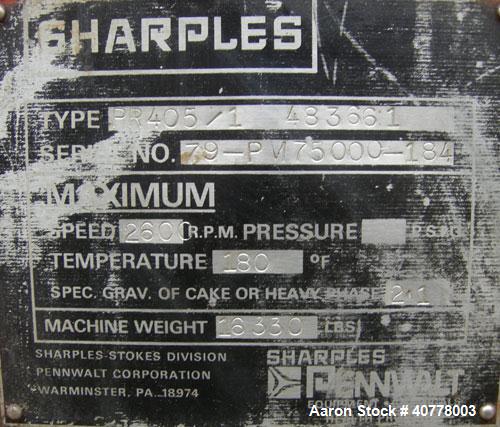 SHARPLES
TYPE PR405/1 483661
SERIAL NO. 79-PM75000-184
MAXIMUM
SPEED 2600 R.P.M. PRESSURE P.S.I.G.
TEMPERATURE 180 °F
SPEC. GRAV. OF CAKE OR HEAVY PHASE 2.1
MACHINE WEIGHT 16330 LBS.
SHARPLES-STOKES DIVISION
PENNWALT CORPORATION
WARMINSTER, PA. 18974
SHARPLES
PENNWALT
EQUIPMENT
Aaron Stock # 40778003